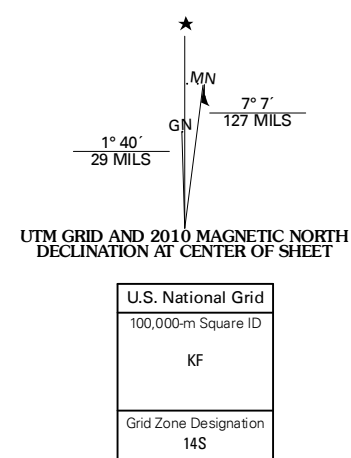 ★
MN
7° 7´
127 MILS
GN
1° 40´
29 MILS
UTM GRID AND 2010 MAGNETIC NORTH
DECLINATION AT CENTER OF SHEET
U.S. National Grid
100,000-m Square ID
KF
Grid Zone Designation
14S